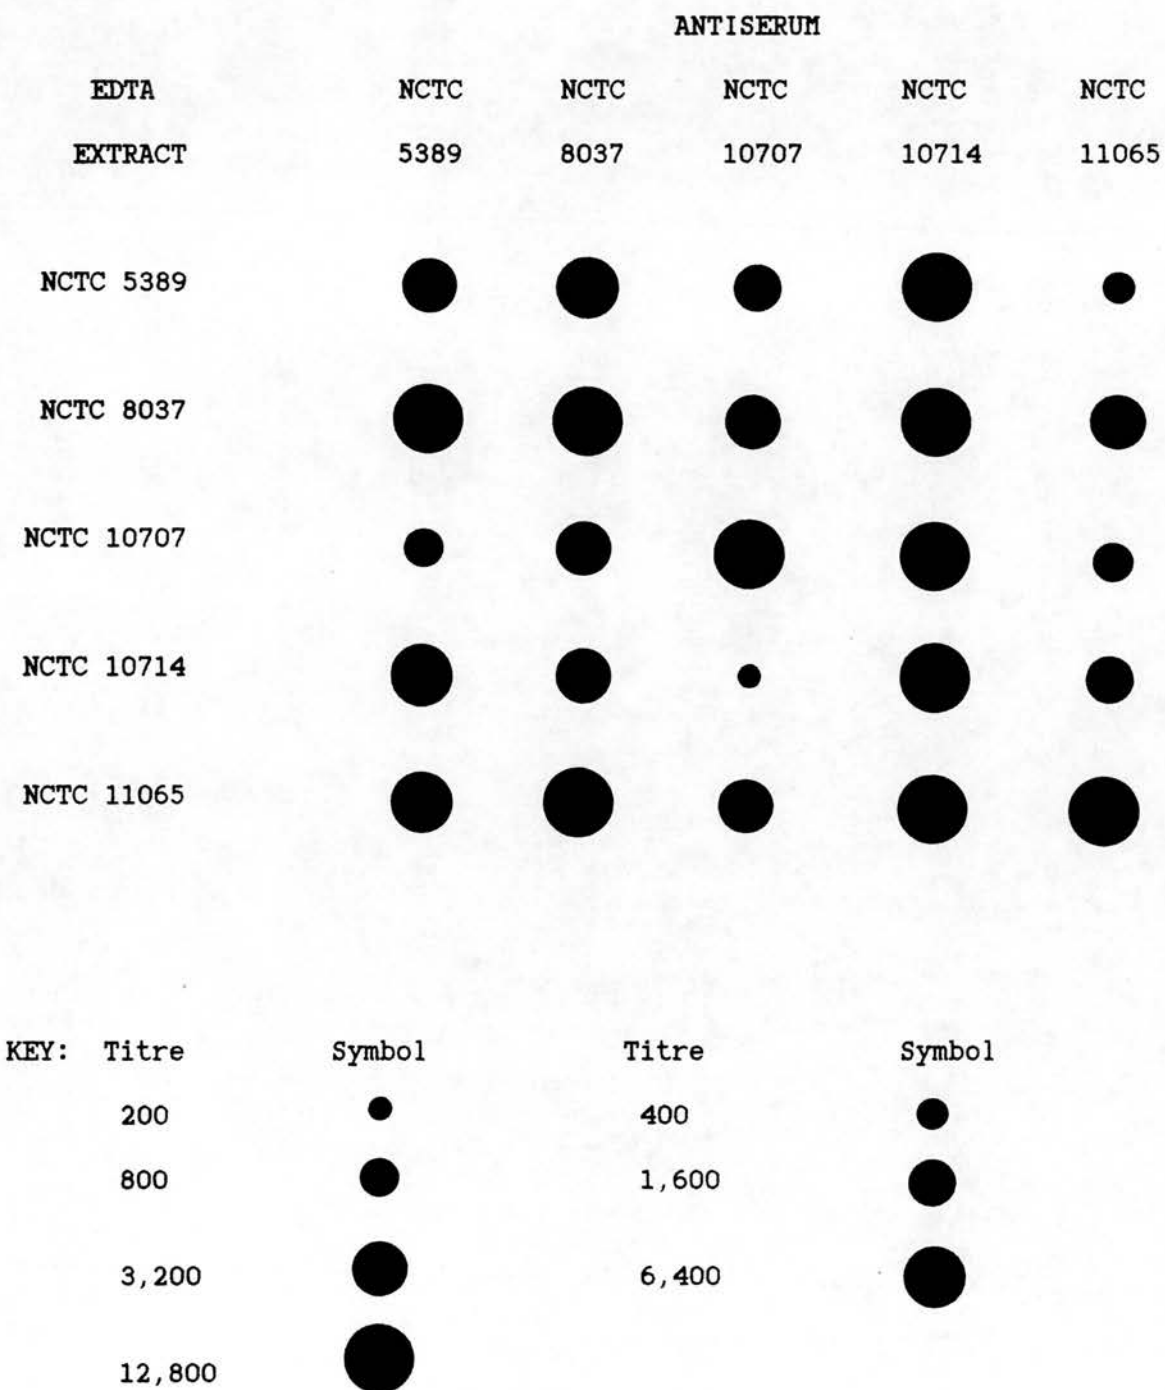 ANTISERUM
EDTA NCTC NCTC NCTC NCTC NCTC
EXTRACT 5389 8037 10707 10714 11065
NCTC 5389
NCTC 8037
NCTC 10707
NCTC 10714
NCTC 11065
KEY: Titre Symbol Titre Symbol
200 400
800 1,600
3,200 6,400
12,800